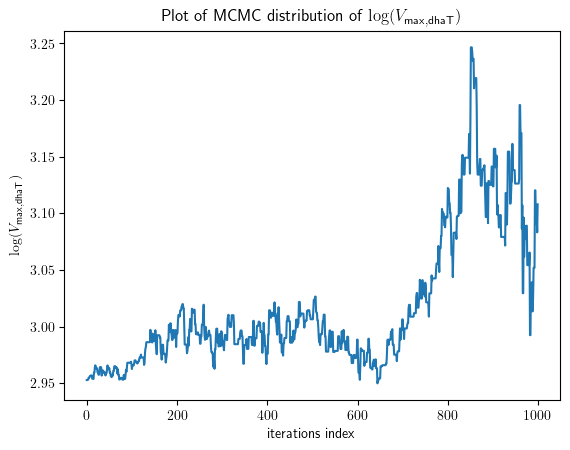 Plot of MCMC distribution of log(V_max,dhaT)
log(V_max,dhaT)
3.25
3.20
3.15
3.10
3.05
3.00
2.95
0 200 400 600 800 1000
iterations index